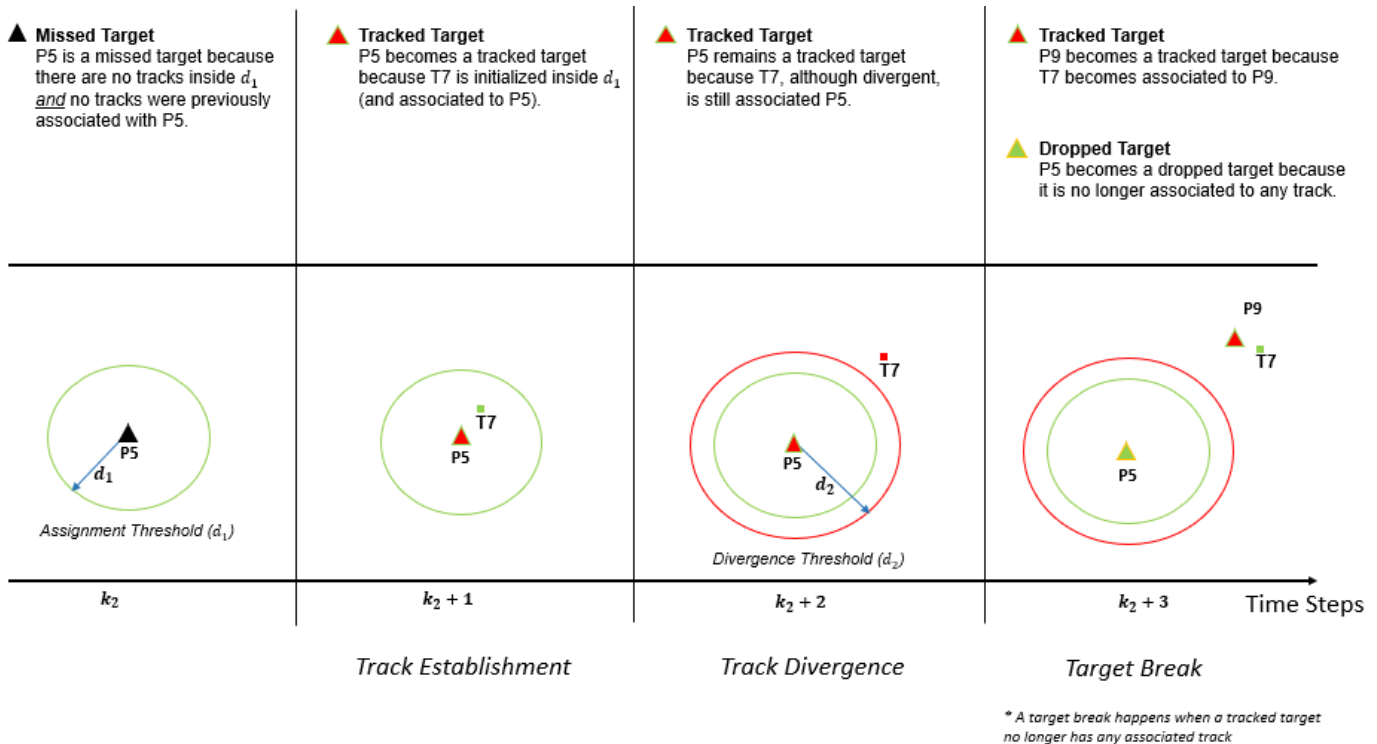 Missed Target
P5 is a missed target because
there are no tracks inside d₁
and no tracks were previously
associated with P5.
Tracked Target
P5 becomes a tracked target
because T7 is initialized inside d₁
(and associated to P5).
Tracked Target
P5 remains a tracked target
because T7, although divergent,
is still associated P5.
Tracked Target
P9 becomes a tracked target because
T7 becomes associated to P9.
Dropped Target
P5 becomes a dropped target because
it is no longer associated to any track.
P5
d₁
Assignment Threshold (d₁)
T7
P5
T7
P5
d₂
Divergence Threshold (d₂)
P9
T7
P5
k₂
k₂ + 1
k₂ + 2
k₂ + 3
Time Steps
Track Establishment
Track Divergence
Target Break
* A target break happens when a tracked target
no longer has any associated track